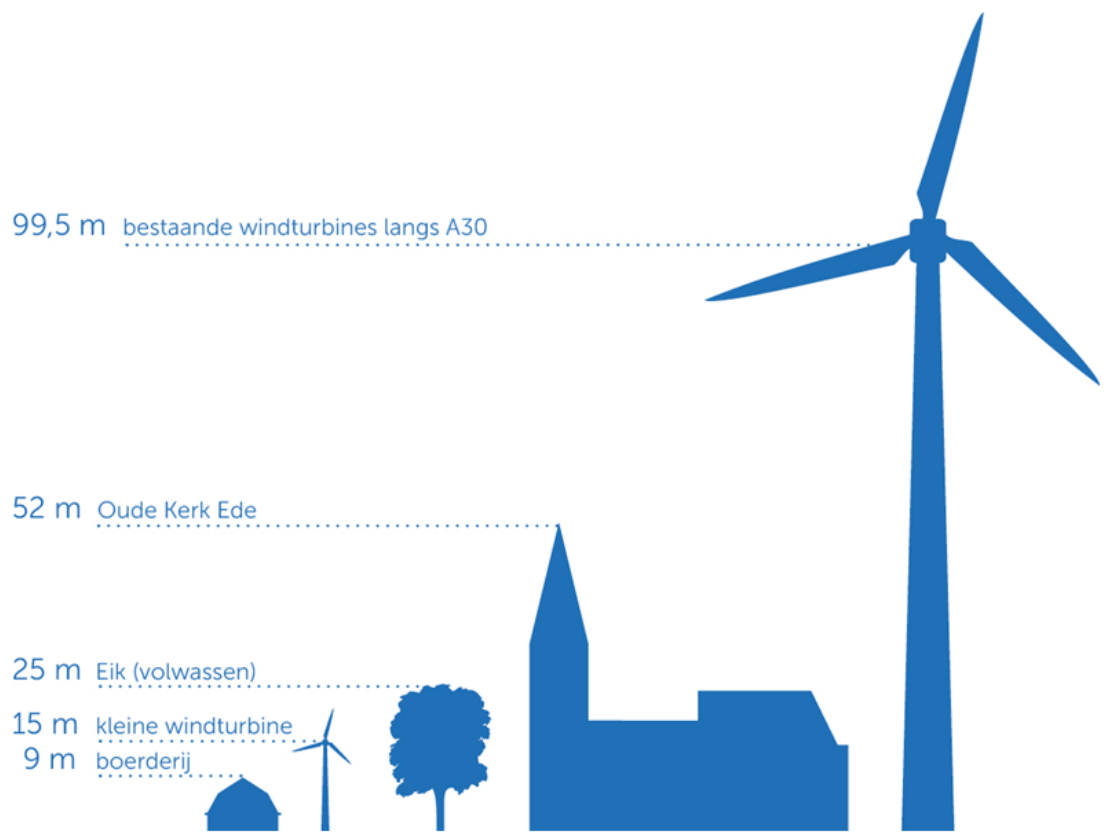 99,5 m bestaande windturbines langs A30
52 m Oude Kerk Ede
25 m Eik (volwassen)
15 m kleine windturbine
9 m boerderij